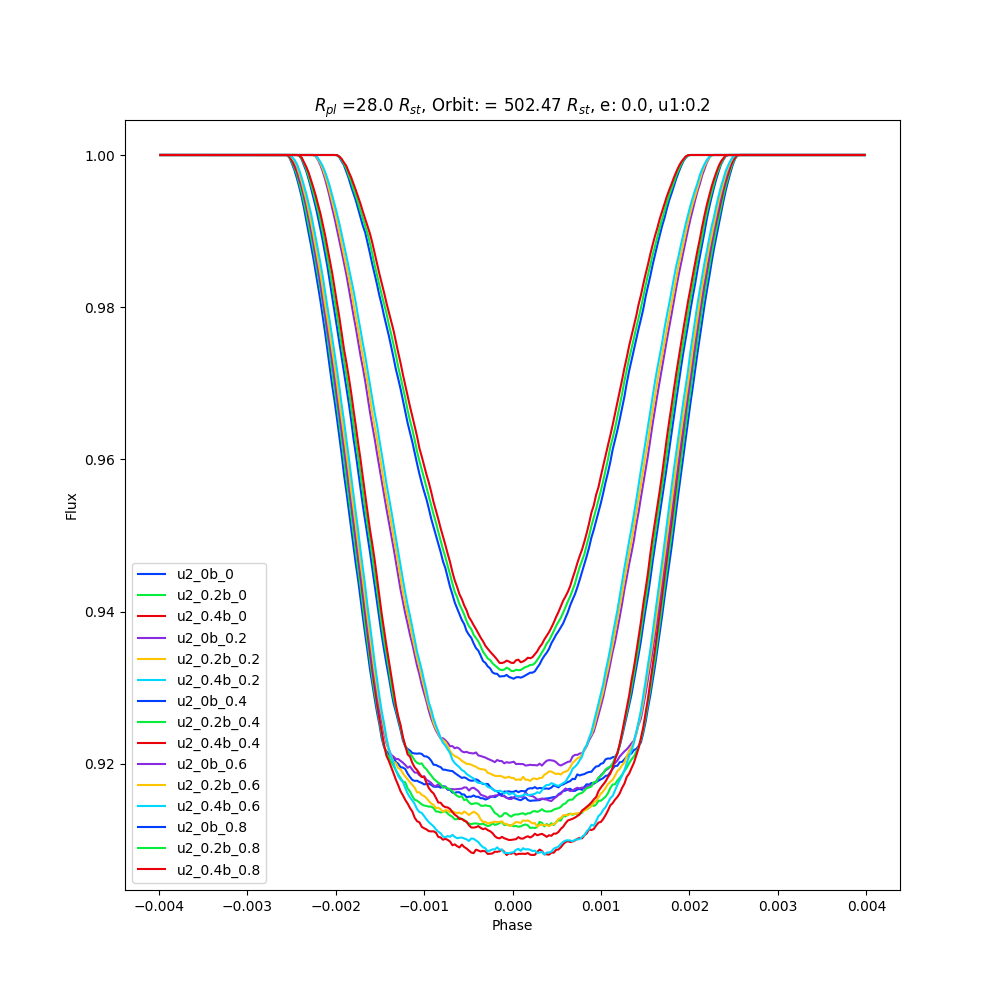 R_pl =28.0 R_st, Orbit: = 502.47 R_st, e: 0.0, u1:0.2
1.00
0.98
0.96
0.94
0.92
Flux
u2_0b_0
u2_0.2b_0
u2_0.4b_0
u2_0b_0.2
u2_0.2b_0.2
u2_0.4b_0.2
u2_0b_0.4
u2_0.2b_0.4
u2_0.4b_0.4
u2_0b_0.6
u2_0.2b_0.6
u2_0.4b_0.6
u2_0b_0.8
u2_0.2b_0.8
u2_0.4b_0.8
−0.004 −0.003 −0.002 −0.001 0.000 0.001 0.002 0.003 0.004
Phase